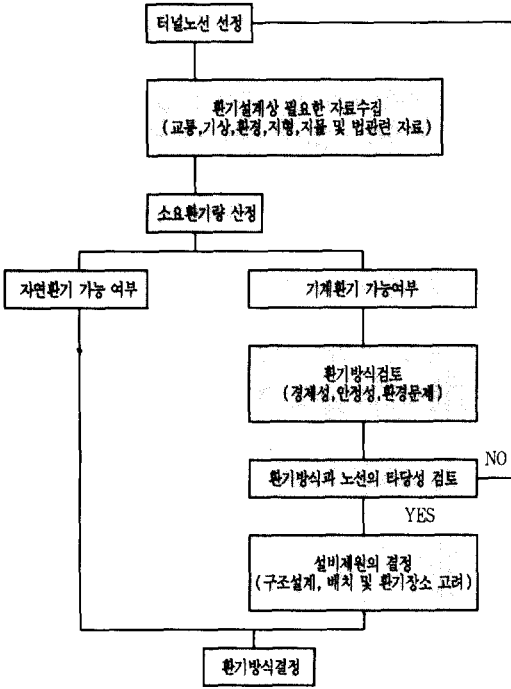 터널노선 선정
환기설계상 필요한 자료수집
(교통,기상,환경,지형,지물 및 법관련 자료)
소요환기량 산정
자연환기 가능 여부
기계환기 가능여부
환기방식검토
(경제성,안정성,환경문제)
환기방식과 노선의 타당성 검토
NO
YES
설비제원의 결정
(구조설계, 배치 및 환기장소 고려)
환기방식결정